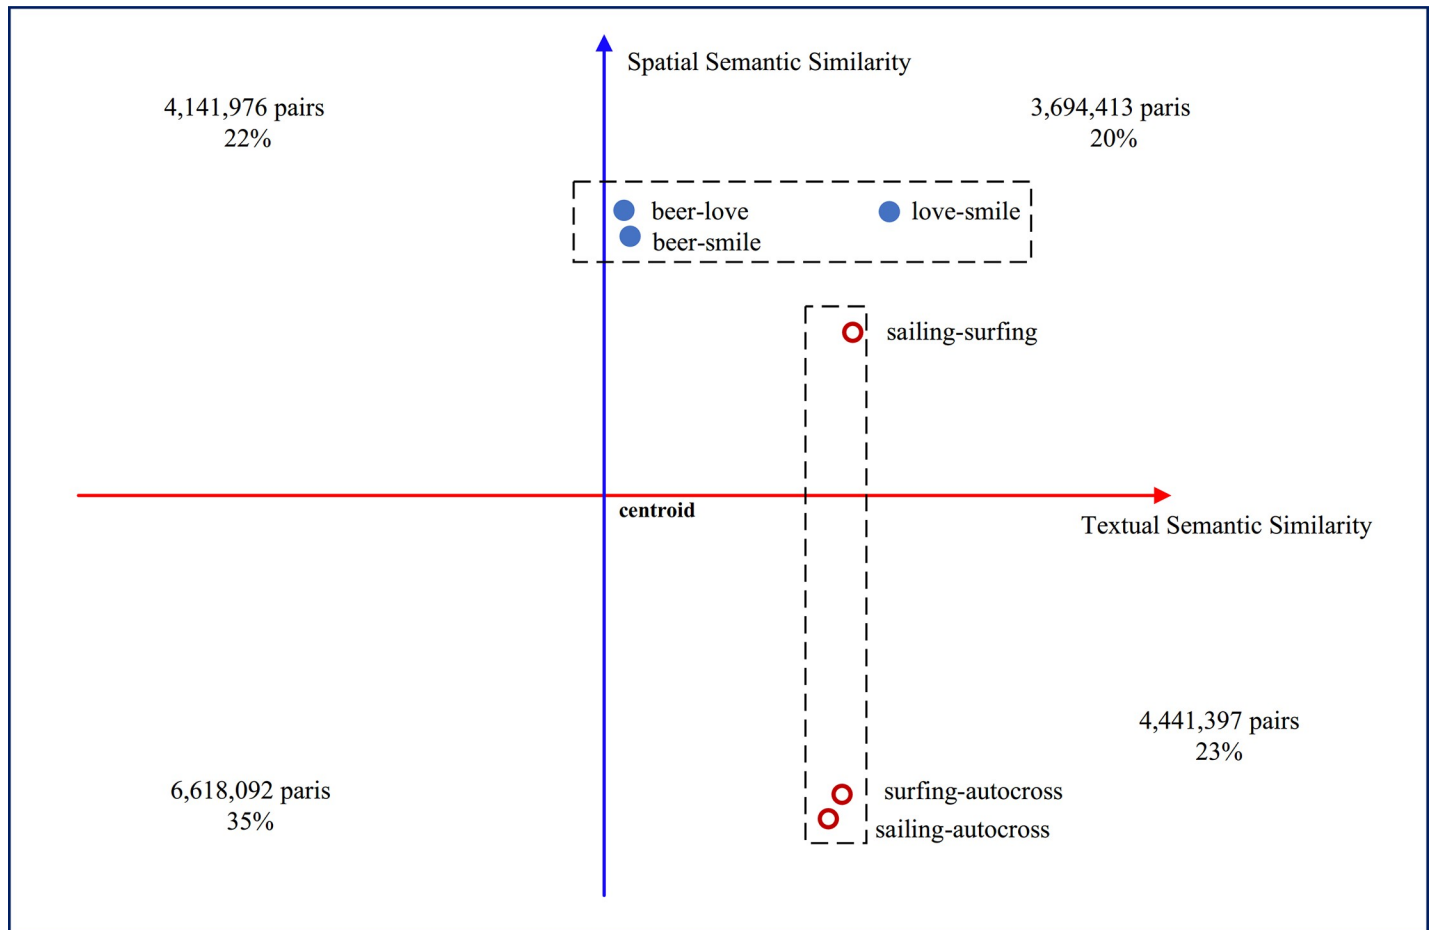 Spatial Semantic Similarity
4,141,976 pairs
22%
3,694,413 paris
20%
beer-love
love-smile
beer-smile
sailing-surfing
centroid
Textual Semantic Similarity
4,441,397 pairs
23%
6,618,092 paris
35%
surfing-autocross
sailing-autocross